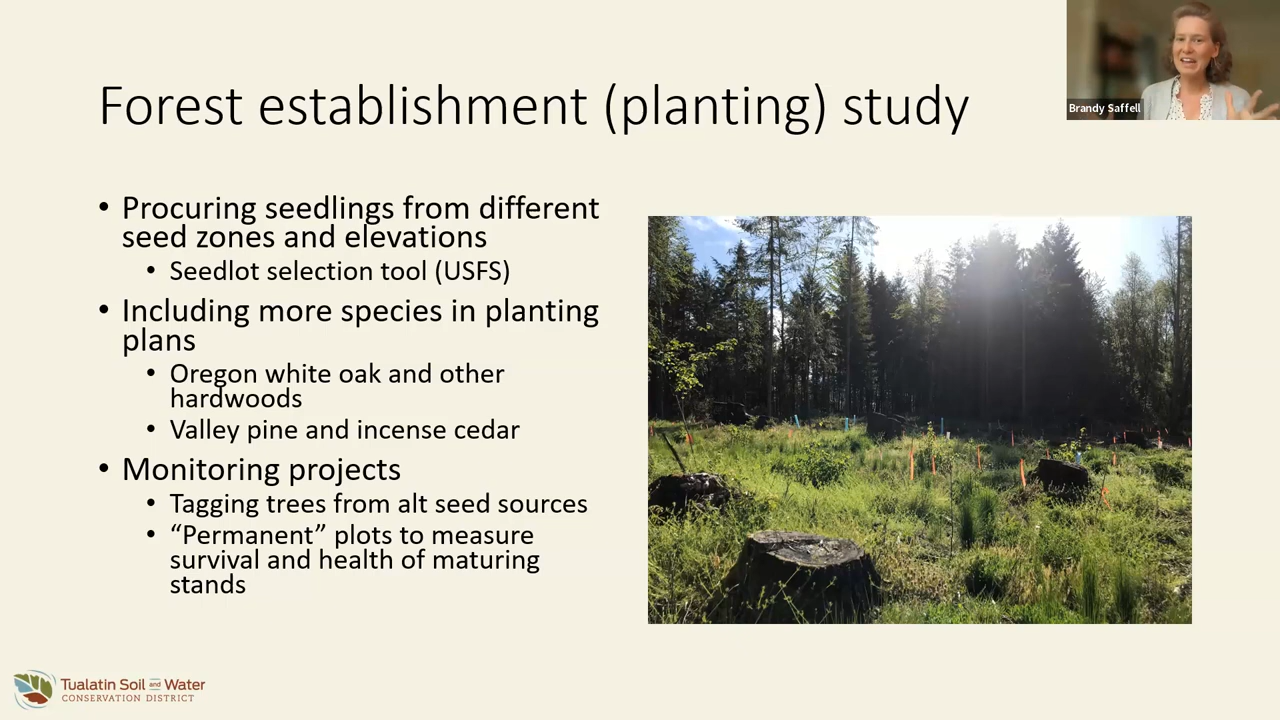 Brandy Saffell
Forest establishment (planting) study
• Procuring seedlings from different
seed zones and elevations
• Seedlot selection tool (USFS)
• Including more species in planting
plans
• Oregon white oak and other
hardwoods
• Valley pine and incense cedar
• Monitoring projects
• Tagging trees from alt seed sources
• “Permanent” plots to measure
survival and health of maturing
stands
Tualatin Soil and Water
CONSERVATION DISTRICT